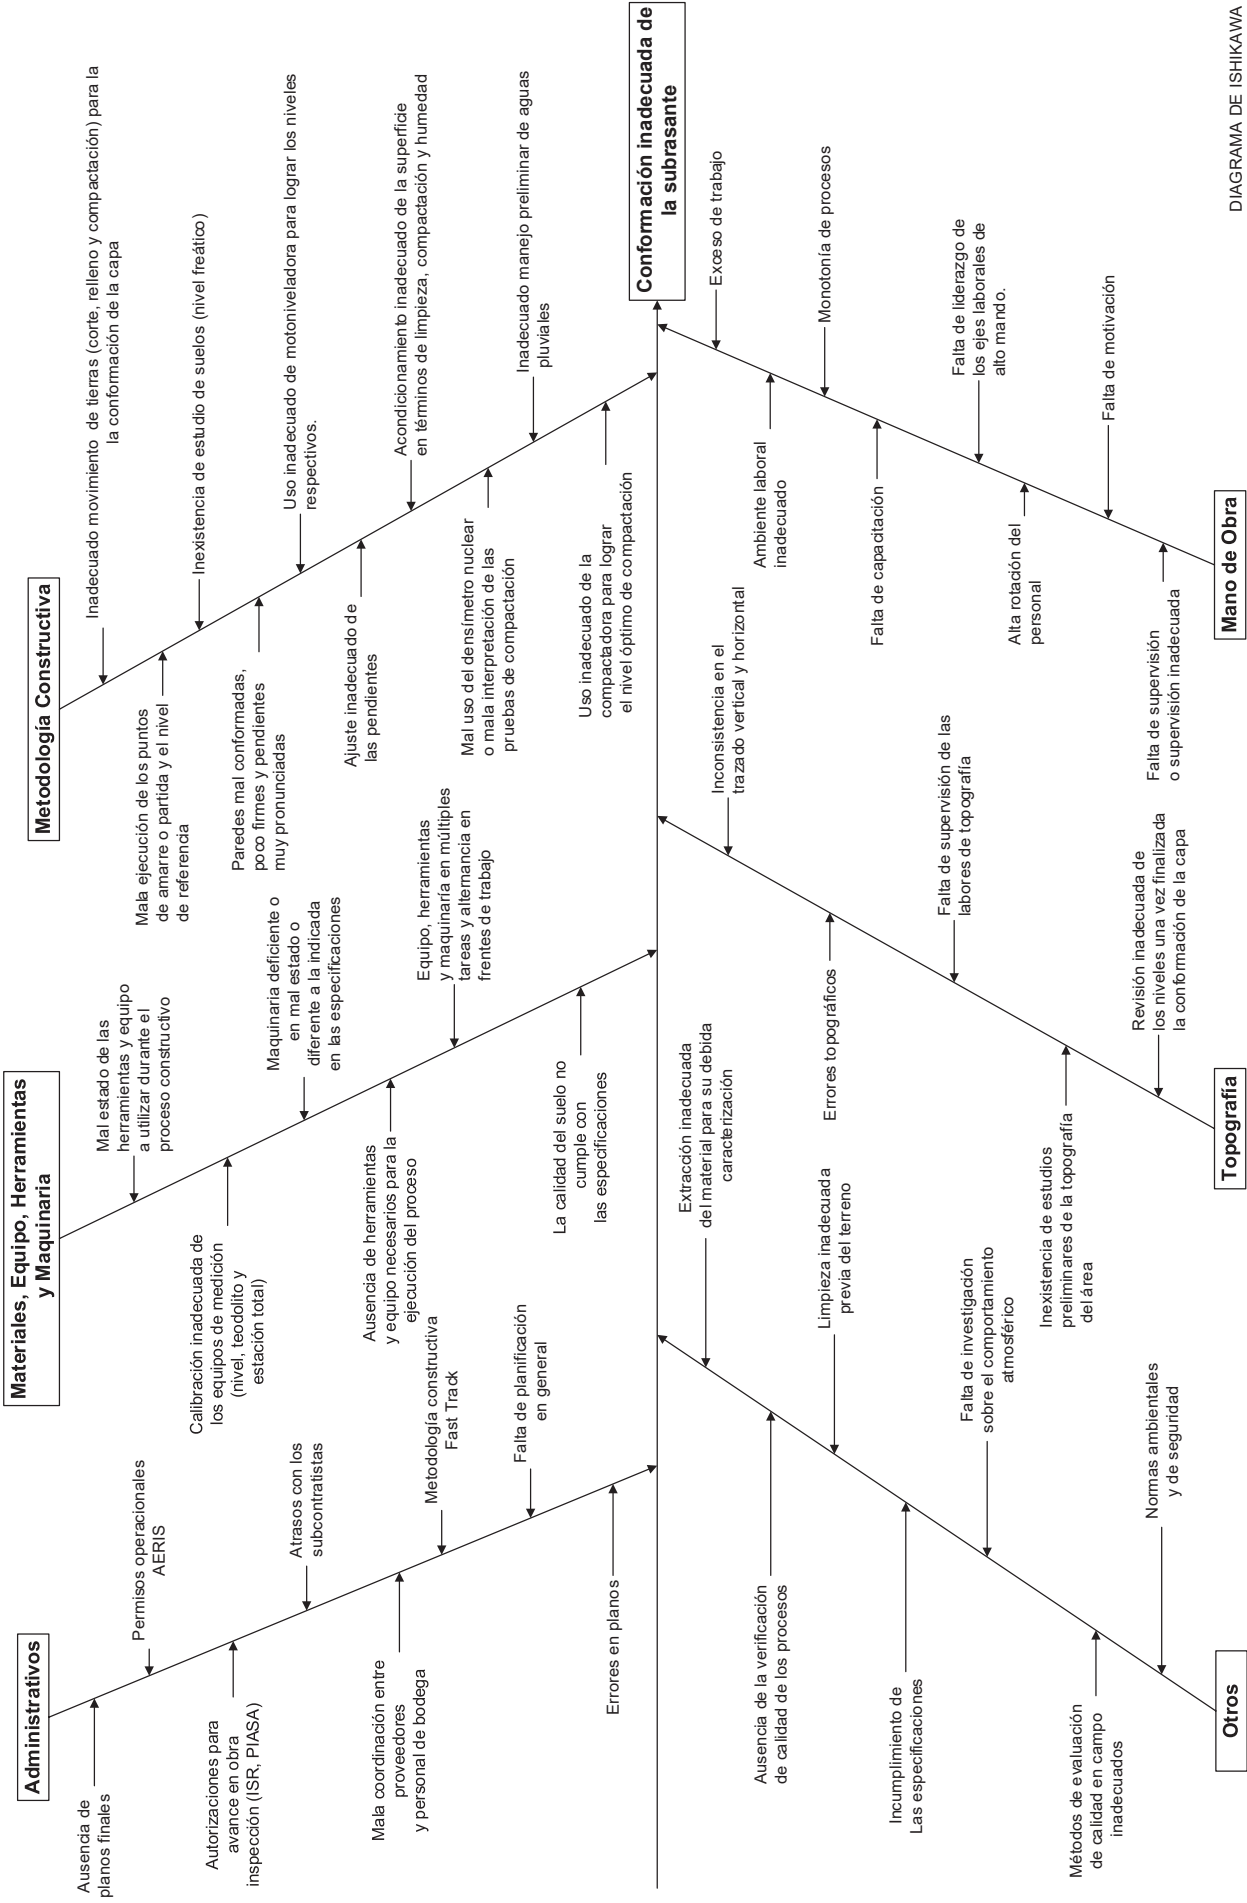 Administrativos
Ausencia de
planos finales
Permisos operacionales
AERIS
Autorizaciones para
avance en obra
inspección (ISR, PIASA)
Atrasos con los
subcontratistas
Mala coordinación entre
proveedores
y personal de bodega
Metodología constructiva
Fast Track
Falta de planificación
en general
Errores en planos
Materiales, Equipo, Herramientas
y Maquinaria
Mal estado de las
herramientas y equipo
a utilizar durante el
proceso constructivo
Calibración inadecuada de
los equipos de medición
(nivel, teodolito y
estación total)
Maquinaria deficiente o
en mal estado o
diferente a la indicada
en las especificaciones
Ausencia de herramientas
y equipo necesarios para la
ejecución del proceso
Equipo, herramientas
y maquinaría en múltiples
tareas y alternancia en
frentes de trabajo
La calidad del suelo no
cumple con
las especificaciones
Metodología Constructiva
Inadecuado movimiento de tierras (corte, relleno y compactación) para la
la conformación de la capa
Mala ejecución de los puntos
de amarre o partida y el nivel
de referencia
Inexistencia de estudio de suelos (nivel freático)
Paredes mal conformadas,
poco firmes y pendientes
muy pronunciadas
Uso inadecuado de motoniveladora para lograr los niveles
respectivos.
Ajuste inadecuado de
las pendientes
Acondicionamiento inadecuado de la superficie
en términos de limpieza, compactación y humedad
Mal uso del densímetro nuclear
o mala interpretación de las
pruebas de compactación
Inadecuado manejo preliminar de aguas
pluviales
Uso inadecuado de la
compactadora para lograr
el nivel óptimo de compactación
Conformación inadecuada de
la subrasante
Otros
Extracción inadecuada
del material para su debida
caracterización
Ausencia de la verificación
de calidad de los procesos
Limpieza inadecuada
previa del terreno
Incumplimiento de
Las especificaciones
Falta de investigación
sobre el comportamiento
atmosférico
Métodos de evaluación
de calidad en campo
inadecuados
Normas ambientales
y de seguridad
Topografía
Inconsistencia en el
trazado vertical y horizontal
Errores topográficos
Falta de supervisión de las
labores de topografía
Inexistencia de estudios
preliminares de la topografía
del área
Revisión inadecuada de
los niveles una vez finalizada
la conformación de la capa
Mano de Obra
Exceso de trabajo
Ambiente laboral
inadecuado
Monotonía de procesos
Falta de capacitación
Falta de liderazgo de
los ejes laborales de
alto mando.
Alta rotación del
personal
Falta de motivación
Falta de supervisión
o supervisión inadecuada
DIAGRAMA DE ISHIKAWA